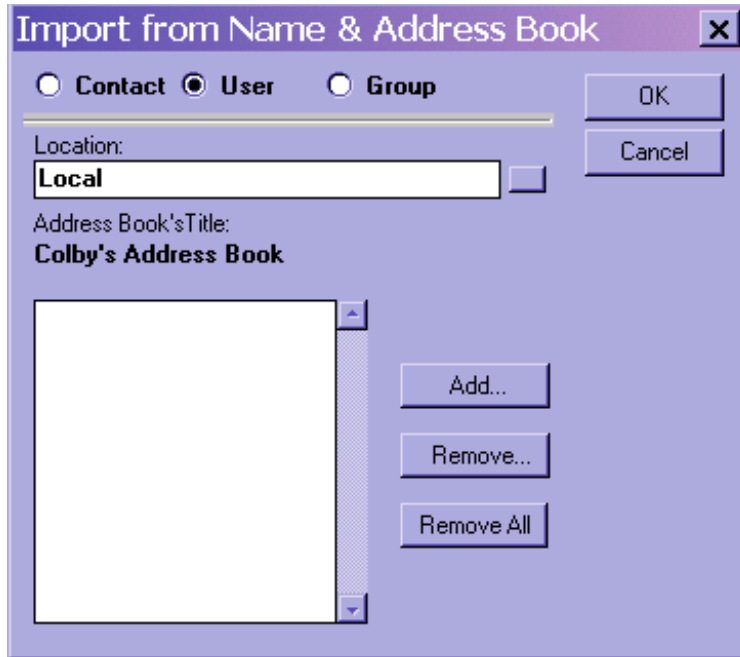 Import from Name & Address Book
Contact User Group
OK
Location:
Cancel
Local
Address Book'sTitle:
Colby's Address Book
Add...
Remove...
Remove All